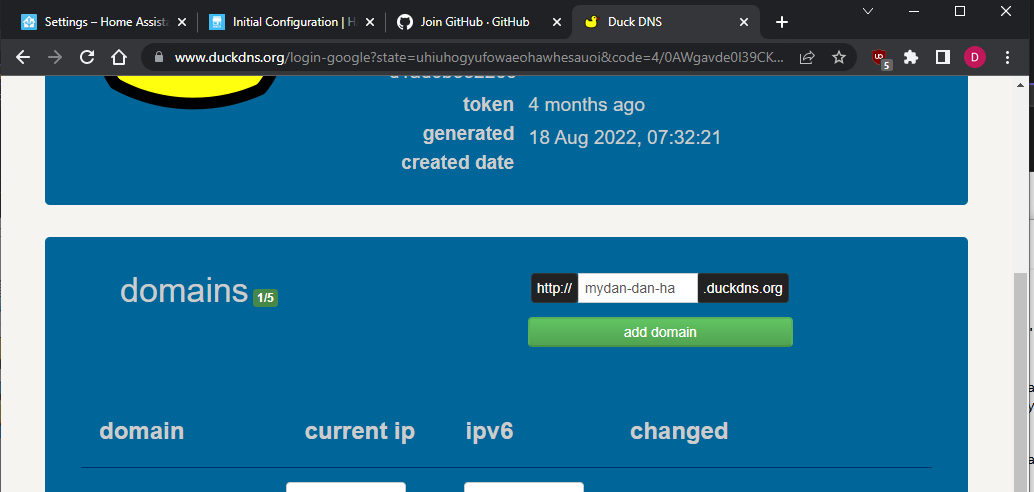 Settings – Home Assist
Initial Configuration | H
Join GitHub · GitHub
Duck DNS
www.duckdns.org/login-google?state=uhiuhogyufowaeohawhesauoi&code=4/0AWgavde0l39CK...
5
D
token
4 months ago
generated
18 Aug 2022, 07:32:21
created date
domains 1/5
http:// mydan-dan-ha .duckdns.org
add domain
domain current ip ipv6 changed